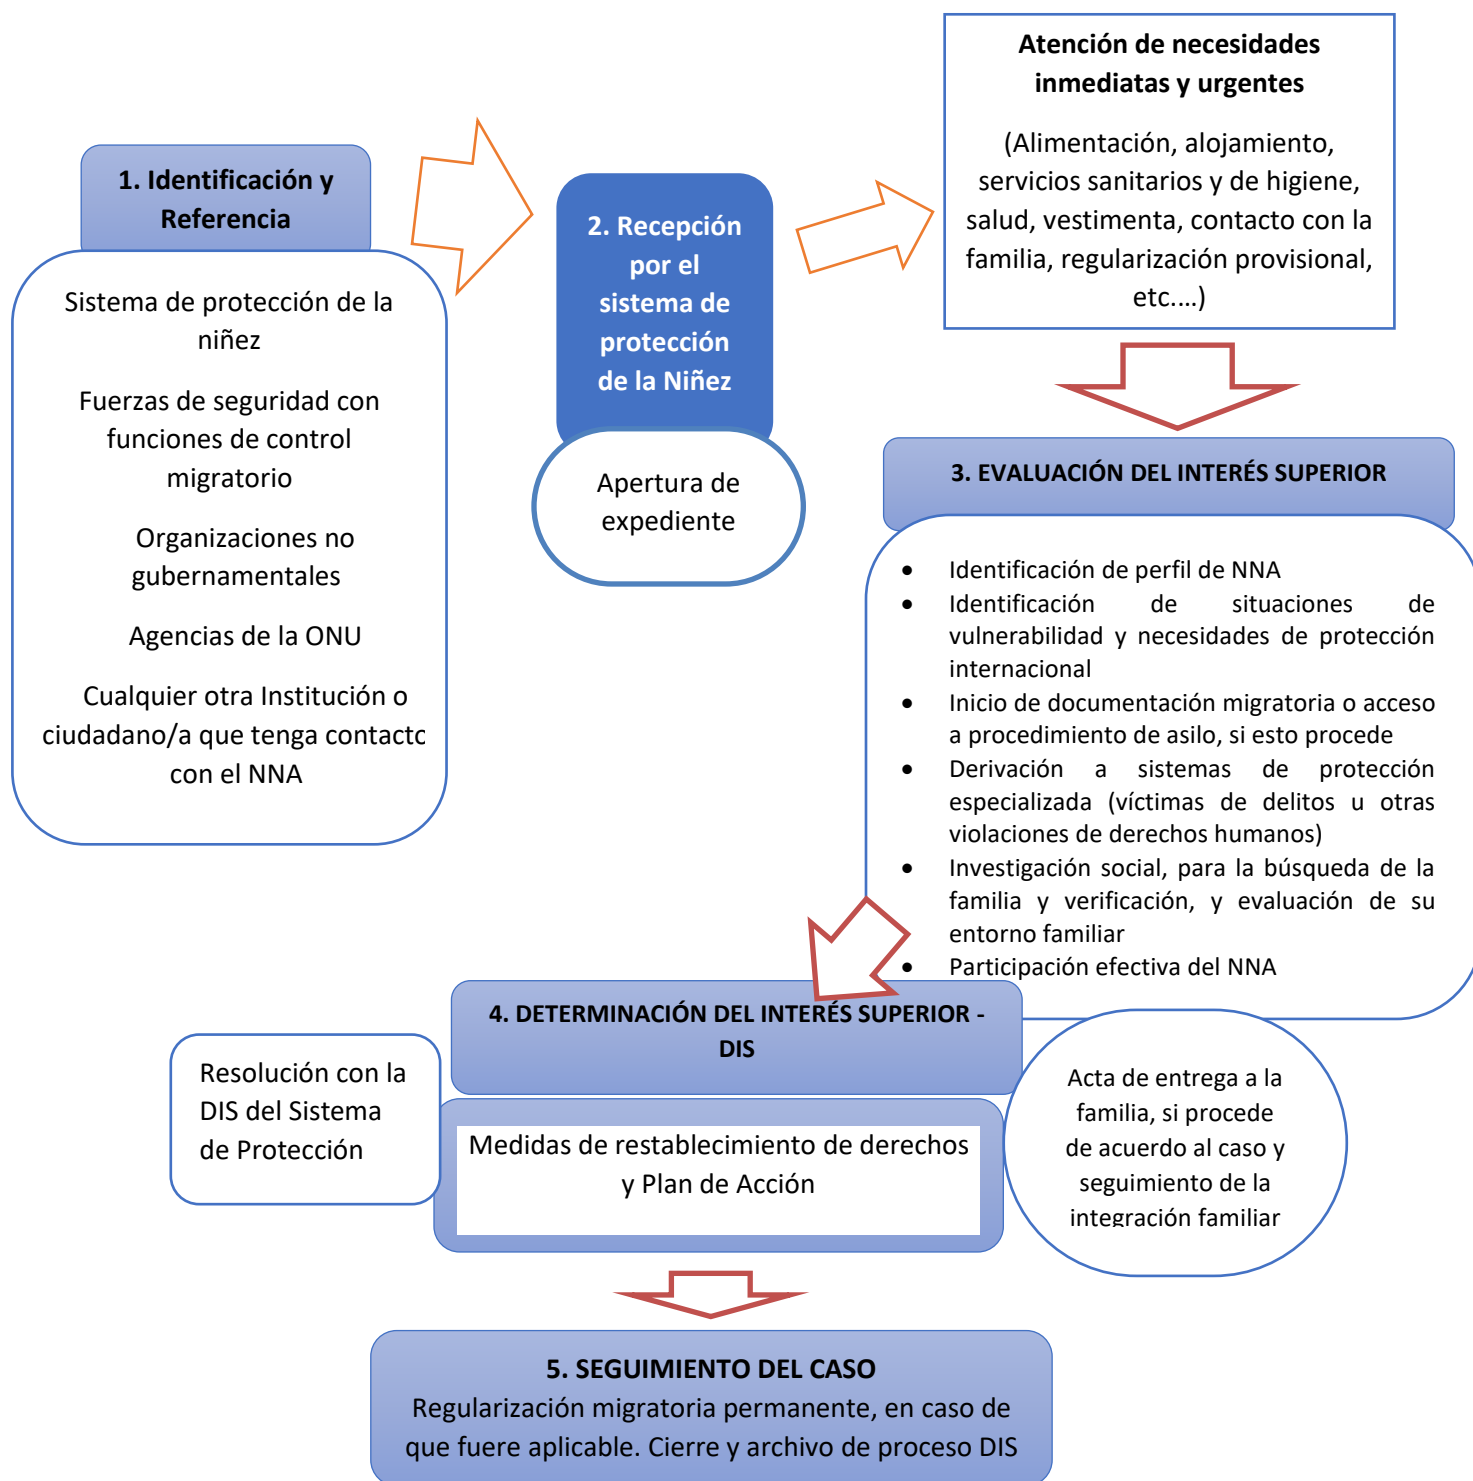 1. Identificación y
Referencia
Sistema de protección de la
niñez
Fuerzas de seguridad con
funciones de control
migratorio
Organizaciones no
gubernamentales
Agencias de la ONU
Cualquier otra Institución o
ciudadano/a que tenga contacto
con el NNA
2. Recepción
por el
sistema de
protección
de la Niñez
Apertura de
expediente
Atención de necesidades
inmediatas y urgentes
(Alimentación, alojamiento,
servicios sanitarios y de higiene,
salud, vestimenta, contacto con la
familia, regularización provisional,
etc.…)
3. EVALUACIÓN DEL INTERÉS SUPERIOR
• Identificación de perfil de NNA
• Identificación de situaciones de
vulnerabilidad y necesidades de protección
internacional
• Inicio de documentación migratoria o acceso
a procedimiento de asilo, si esto procede
• Derivación a sistemas de protección
especializada (víctimas de delitos u otras
violaciones de derechos humanos)
• Investigación social, para la búsqueda de la
familia y verificación, y evaluación de su
entorno familiar
• Participación efectiva del NNA
4. DETERMINACIÓN DEL INTERÉS SUPERIOR -
DIS
Resolución con la
DIS del Sistema
de Protección
Medidas de restablecimiento de derechos
y Plan de Acción
Acta de entrega a la
familia, si procede
de acuerdo al caso y
seguimiento de la
integración familiar
5. SEGUIMIENTO DEL CASO
Regularización migratoria permanente, en caso de
que fuere aplicable. Cierre y archivo de proceso DIS